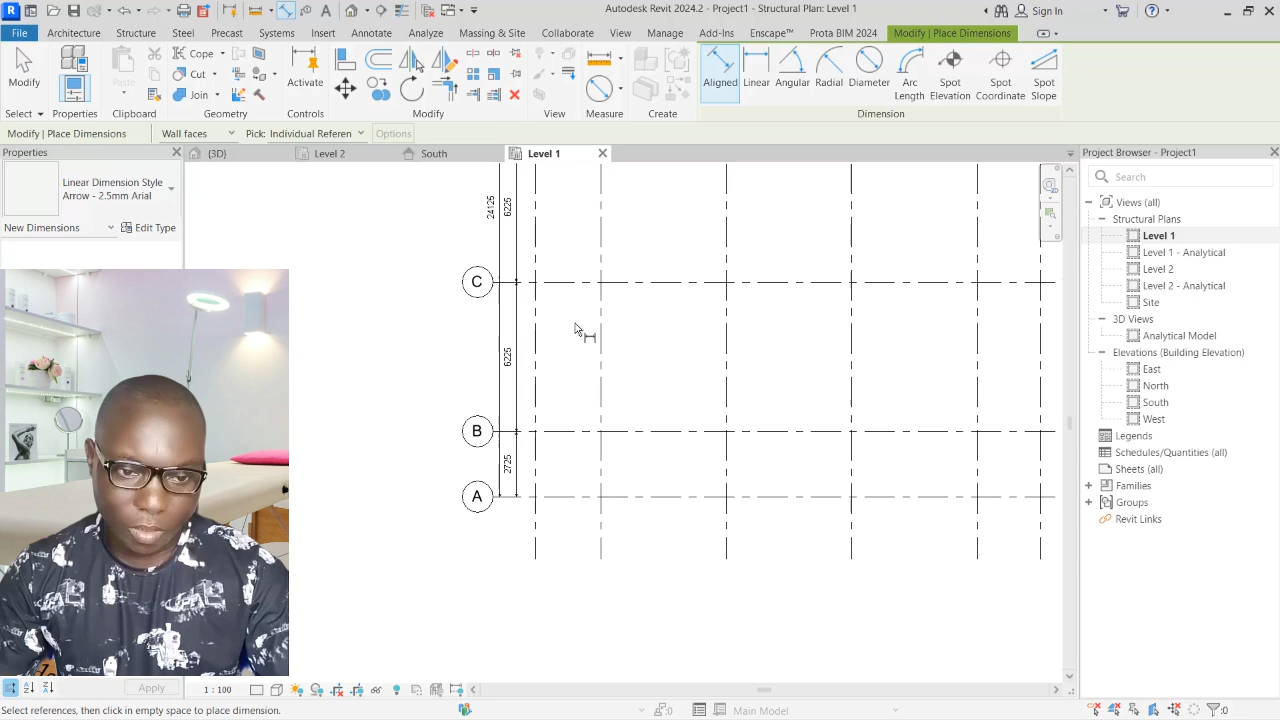 Autodesk Revit 2024.2 - Project1 - Structural Plan: Level 1
Sign In
File Architecture Structure Steel Precast Systems Insert Annotate Analyze Massing & Site Collaborate View Manage Add-Ins Enscape™ Prota BIM 2024 Modify | Place Dimensions
Modify
Properties
Paste
Cope
Cut
Join
Activate
Aligned
Linear
Angular
Radial
Diameter
Arc
Length
Spot
Elevation
Spot
Coordinate
Spot
Slope
Select Properties Clipboard Geometry Controls Modify View Measure Create Dimension
Modify | Place Dimensions Wall faces Pick: Individual Referen Options
Properties
{3D} Level 2 South Level 1
Project Browser - Project1
Linear Dimension Style
Arrow - 2.5mm Arial
New Dimensions Edit Type
Search
Views (all)
Structural Plans
Level 1
Level 1 - Analytical
Level 2
Level 2 - Analytical
Site
3D Views
Analytical Model
Elevations (Building Elevation)
East
North
South
West
Legends
Schedules/Quantities (all)
Sheets (all)
Families
Groups
Revit Links
24125
6225
C
6225
B
2725
A
Apply
1 : 100
Select references, then click in empty space to place dimension.
:0
Main Model
:0